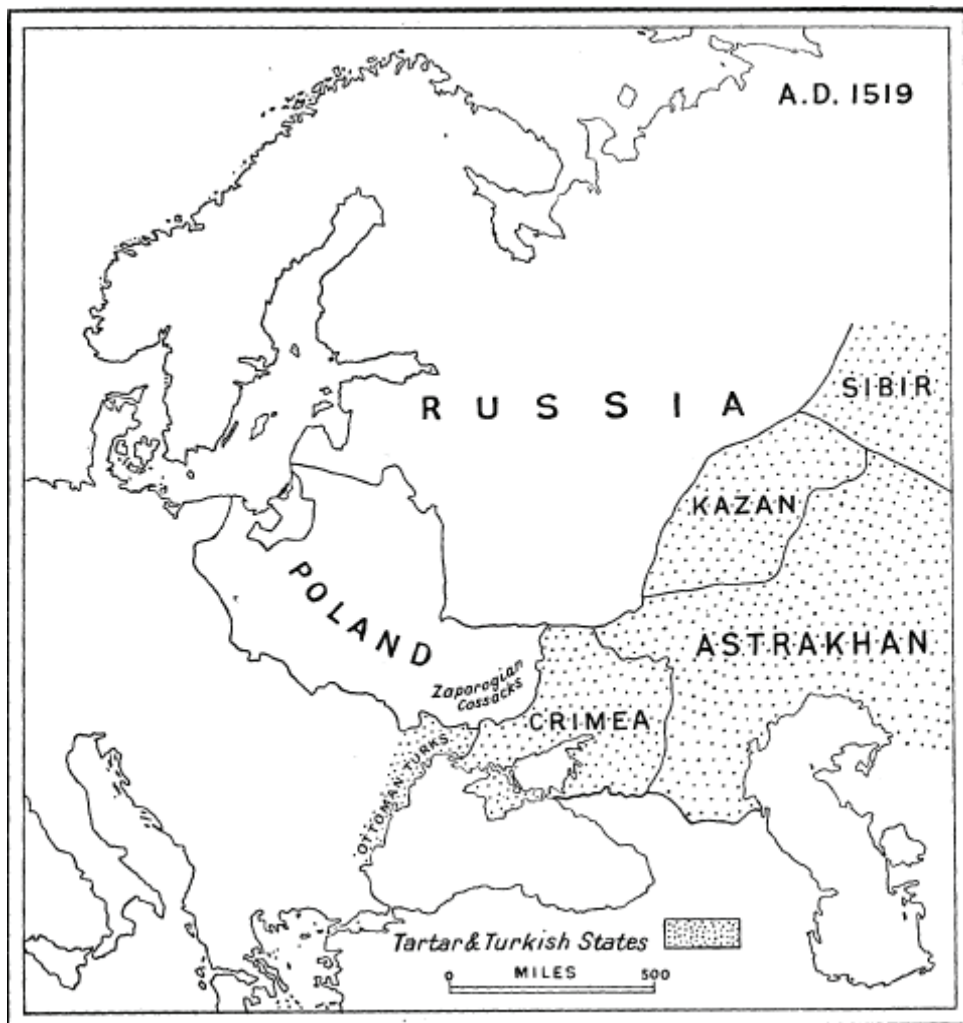 A.D. 1519
SIBIR
RUSSIA
KAZAN
POLAND
ASTRAKHAN
Zaporogian
Cossacks
CRIMEA
OTTOMAN TURKS
Tartar & Turkish States
0 MILES 500